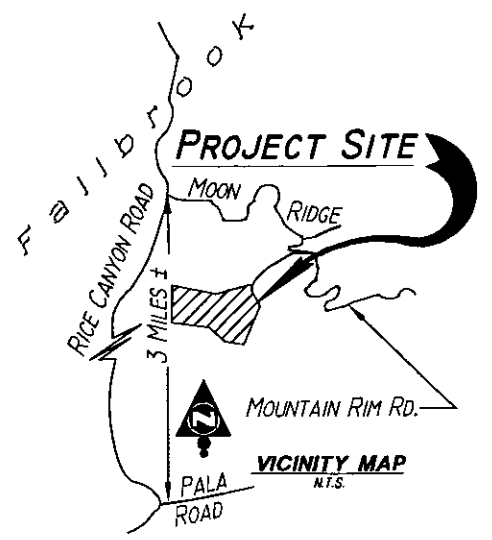 Fallbrook
PROJECT SITE
MOON
RIDGE
RICE CANYON ROAD
3 MILES ±
N
MOUNTAIN RIM RD.
VICINITY MAP
N.T.S.
PALA
ROAD